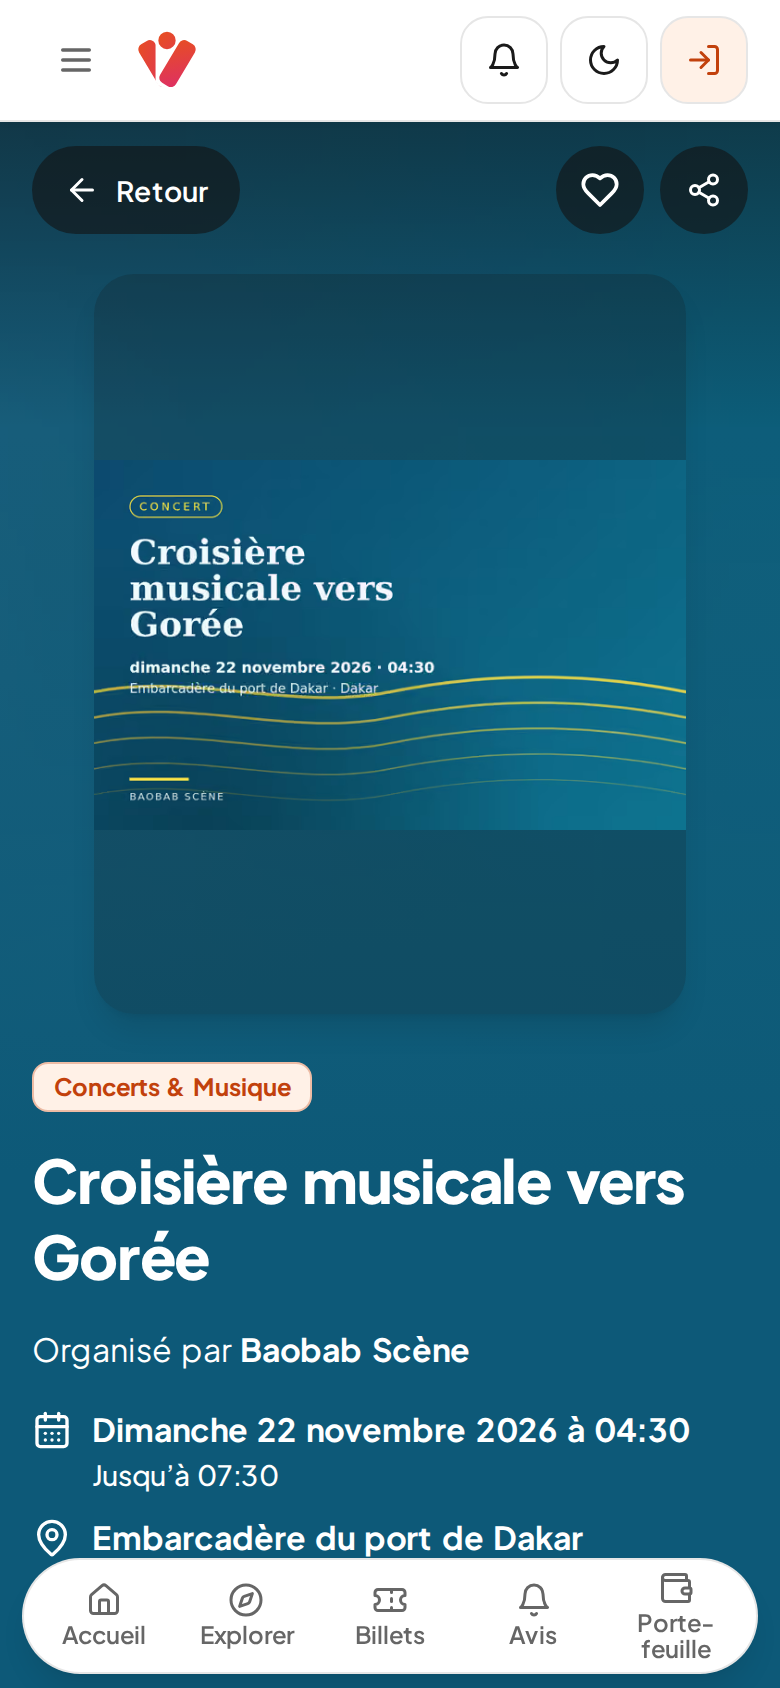 Retour
CONCERT
Croisière
musicale vers
Gorée
dimanche 22 novembre 2026 · 04:30
Embarcadère du port de Dakar · Dakar
BAOBAB SCÈNE
Concerts & Musique
Croisière musicale vers
Gorée
Organisé par Baobab Scène
Dimanche 22 novembre 2026 à 04:30
Jusqu’à 07:30
Embarcadère du port de Dakar
Accueil
Explorer
Billets
Avis
Porte-
feuille